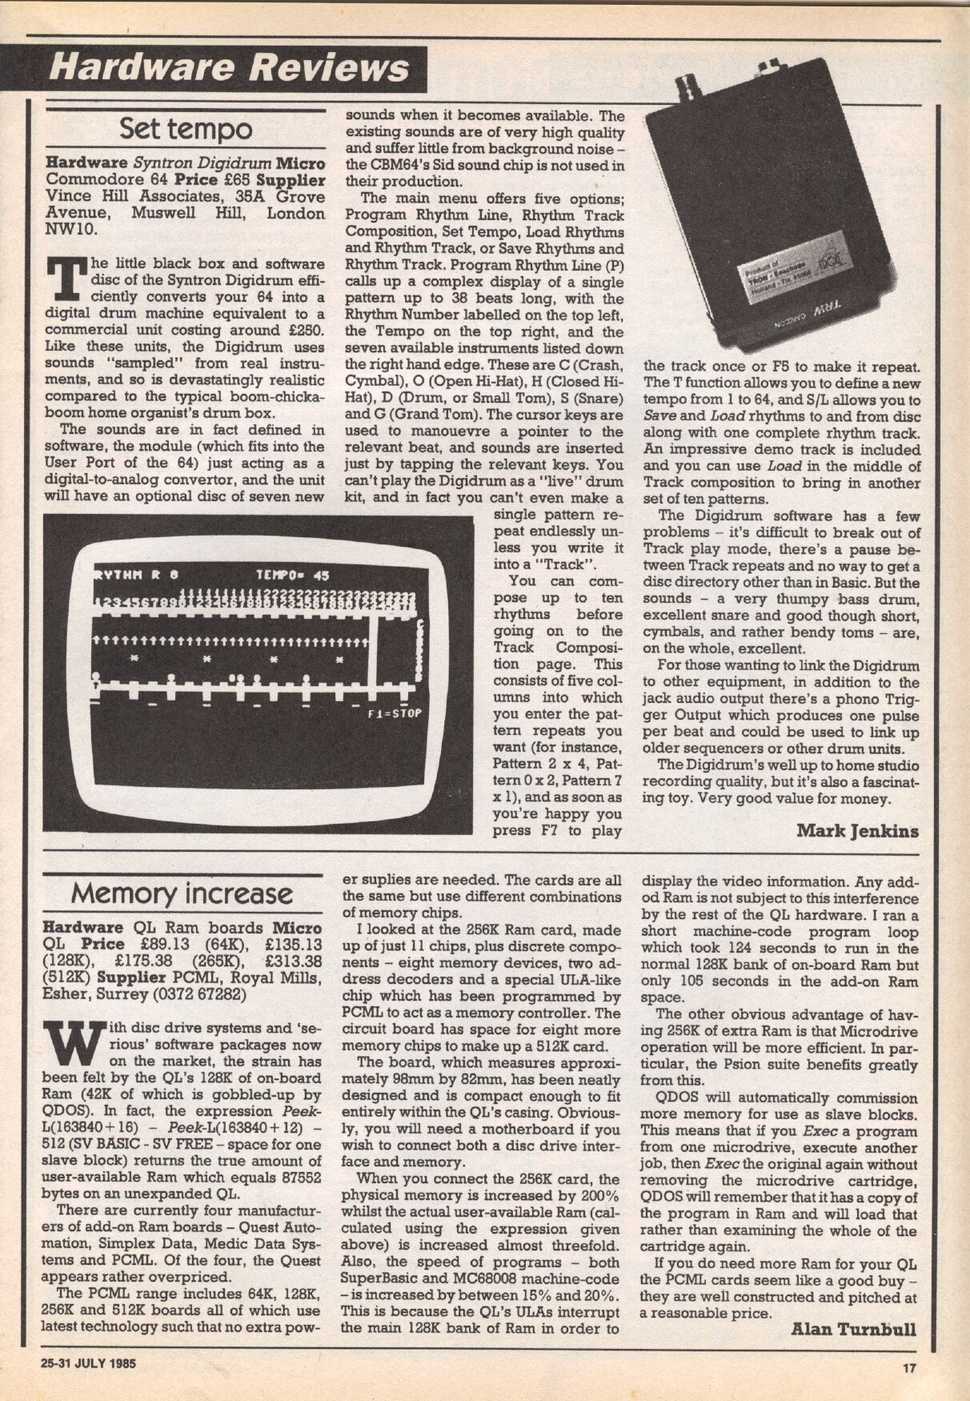 Hardware Reviews
Set tempo
Hardware Syntron Digidrum Micro
Commodore 64 Price £65 Supplier
Vince Hill Associates, 35A Grove
Avenue, Muswell Hill, London
NW10.
The little black box and software
disc of the Syntron Digidrum effi-
ciently converts your 64 into a
digital drum machine equivalent to a
commercial unit costing around £250.
Like these units, the Digidrum uses
sounds "sampled" from real instru-
ments, and so is devastatingly realistic
compared to the typical boom-chicka-
boom home organist's drum box.
The sounds are in fact defined in
software, the module (which fits into the
User Port of the 64) just acting as a
digital-to-analog convertor, and the unit
will have an optional disc of seven new
sounds when it becomes available. The
existing sounds are of very high quality
and suffer little from background noise –
the CBM64's Sid sound chip is not used in
their production.
The main menu offers five options;
Program Rhythm Line, Rhythm Track
Composition, Set Tempo, Load Rhythms
and Rhythm Track, or Save Rhythms and
Rhythm Track. Program Rhythm Line (P)
calls up a complex display of a single
pattern up to 38 beats long, with the
Rhythm Number labelled on the top left,
the Tempo on the top right, and the
seven available instruments listed down
the right hand edge. These are C (Crash,
Cymbal), O (Open Hi-Hat), H (Closed Hi-
Hat), D (Drum, or Small Tom), S (Snare)
and G (Grand Tom). The cursor keys are
used to manouevre a pointer to the
relevant beat, and sounds are inserted
just by tapping the relevant keys. You
can't play the Digidrum as a "live" drum
kit, and in fact you can't even make a
single pattern re-
peat endlessly un-
less you write it
into a "Track".
You can com-
pose up to ten
rhythms before
going on to the
Track Composi-
tion page. This
consists of five col-
umns into which
you enter the pat-
tern repeats you
want (for instance,
Pattern 2 x 4, Pat-
tern 0 x 2, Pattern 7
x 1), and as soon as
you're happy you
press F7 to play
RYTHM R 0 TEMPO= 45
F1=STOP
Product of
TROW - Enschede
TRW CARIZON
the track once or F5 to make it repeat.
The T function allows you to define a new
tempo from 1 to 64, and S/L allows you to
Save and Load rhythms to and from disc
along with one complete rhythm track.
An impressive demo track is included
and you can use Load in the middle of
Track composition to bring in another
set of ten patterns.
The Digidrum software has a few
problems – it's difficult to break out of
Track play mode, there's a pause be-
tween Track repeats and no way to get a
disc directory other than in Basic. But the
sounds – a very thumpy bass drum,
excellent snare and good though short,
cymbals, and rather bendy toms – are,
on the whole, excellent.
For those wanting to link the Digidrum
to other equipment, in addition to the
jack audio output there's a phono Trig-
ger Output which produces one pulse
per beat and could be used to link up
older sequencers or other drum units.
The Digidrum's well up to home studio
recording quality, but it's also a fascinat-
ing toy. Very good value for money.
Mark Jenkins
Memory increase
Hardware QL Ram boards Micro
QL Price £89.13 (64K), £135.13
(128K), £175.38 (265K), £313.38
(512K) Supplier PCML, Royal Mills,
Esher, Surrey (0372 67282)
With disc drive systems and 'se-
rious' software packages now
on the market, the strain has
been felt by the QL's 128K of on-board
Ram (42K of which is gobbled-up by
QDOS). In fact, the expression Peek-
L(163840+16) – Peek-L(163840+12) –
512 (SV BASIC - SV FREE – space for one
slave block) returns the true amount of
user-available Ram which equals 87552
bytes on an unexpanded QL.
There are currently four manufactur-
ers of add-on Ram boards – Quest Auto-
mation, Simplex Data, Medic Data Sys-
tems and PCML. Of the four, the Quest
appears rather overpriced.
The PCML range includes 64K, 128K,
256K and 512K boards all of which use
latest technology such that no extra pow-
er suplies are needed. The cards are all
the same but use different combinations
of memory chips.
I looked at the 256K Ram card, made
up of just 11 chips, plus discrete compo-
nents – eight memory devices, two ad-
dress decoders and a special ULA-like
chip which has been programmed by
PCML to act as a memory controller. The
circuit board has space for eight more
memory chips to make up a 512K card.
The board, which measures approxi-
mately 98mm by 82mm, has been neatly
designed and is compact enough to fit
entirely within the QL's casing. Obvious-
ly, you will need a motherboard if you
wish to connect both a disc drive inter-
face and memory.
When you connect the 256K card, the
physical memory is increased by 200%
whilst the actual user-available Ram (cal-
culated using the expression given
above) is increased almost threefold.
Also, the speed of programs – both
SuperBasic and MC68008 machine-code
– is increased by between 15% and 20%.
This is because the QL's ULAs interrupt
the main 128K bank of Ram in order to
display the video information. Any add-
od Ram is not subject to this interference
by the rest of the QL hardware. I ran a
short machine-code program loop
which took 124 seconds to run in the
normal 128K bank of on-board Ram but
only 105 seconds in the add-on Ram
space.
The other obvious advantage of hav-
ing 256K of extra Ram is that Microdrive
operation will be more efficient. In par-
ticular, the Psion suite benefits greatly
from this.
QDOS will automatically commission
more memory for use as slave blocks.
This means that if you Exec a program
from one microdrive, execute another
job, then Exec the original again without
removing the microdrive cartridge,
QDOS will remember that it has a copy of
the program in Ram and will load that
rather than examining the whole of the
cartridge again.
If you do need more Ram for your QL
the PCML cards seem like a good buy –
they are well constructed and pitched at
a reasonable price.
Alan Turnbull
25-31 JULY 1985
17